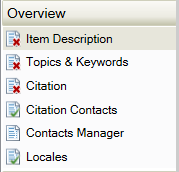 Overview
Item Description
Topics & Keywords
Citation
Citation Contacts
Contacts Manager
Locales